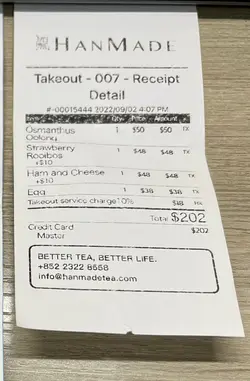 HANMADE
Takeout - 007 - Receipt
Detail
#-00015444 2022/09/02 4:07 PM
Item Qty Price Amount
Osmanthus 1 $50 $50 TX
Oolong
Strawberry 1 $48 $48 TX
Rooibos
+$10
Ham and Cheese 1 $48 $48 TX
+$10
Egg 1 $38 $38 TX
Takeout service charge 10% $18 TX
Total $202
Credit Card $202
Master
BETTER TEA, BETTER LIFE.
+852 2322 8658
info@hanmadetea.com